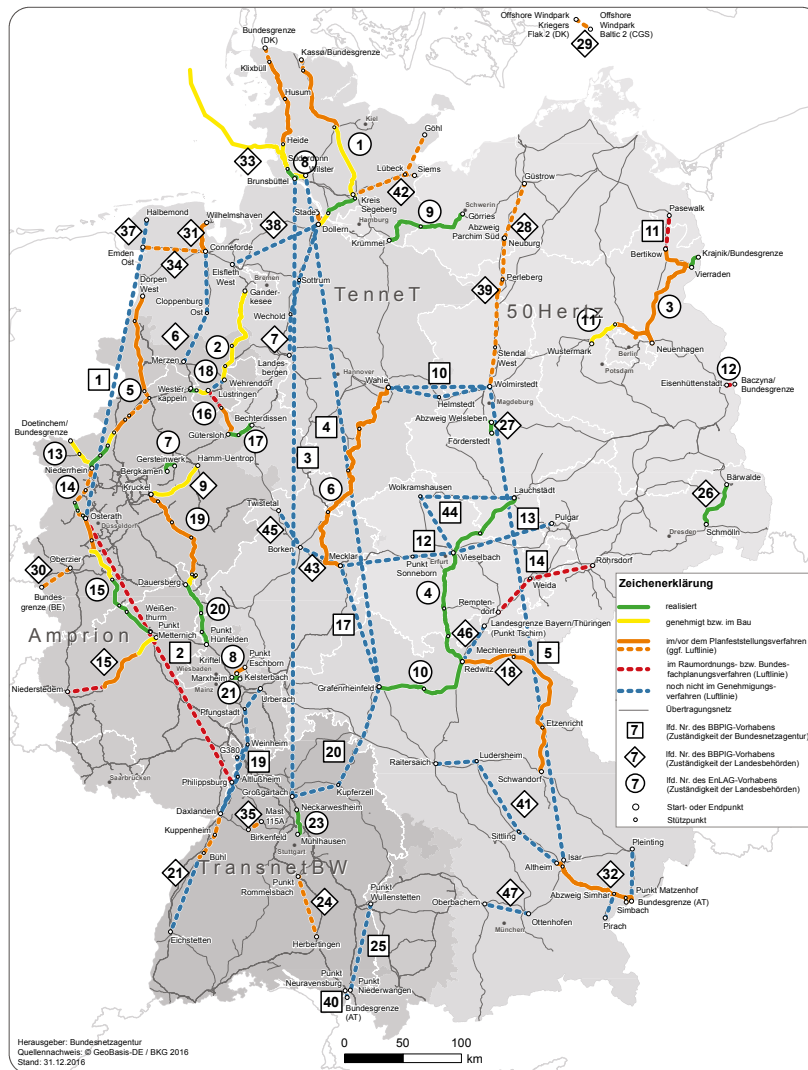 Offshore Windpark
Kriegers
Flak 2 (DK)
Offshore
Windpark
Baltic 2 (CGS)
29
Bundesgrenze
(DK)
Kassø/Bundesgrenze
Klixbüll
Husum
Kiel
Göhl
1
Heide
33
Süderdonn
8
Wilster
Brunsbüttel
Lübeck
Siems
42
Kreis
Segeberg
Güstrow
Schwerin
9
Görries
Halbemond
Wilhelmshaven
37
31
38
Stade
Hamburg
Abzweig
Parchim Süd
28
Pasewalk
11
Dollern
Krümmel
Neuburg
Bertikow
Krajnik/Bundesgrenze
Emden
Ost
Conneforde
34
Elsfleth
West
Bremen
Vierraden
Dörpen
West
Ganderkesee
Sottrum
TenneT
39
Perleberg
3
Cloppenburg
Ost
50Hertz
Wechold
11
6
2
7
Merzen
18
Landesbergen
Stendal
West
Wustermark
Berlin
Neuenhagen
Potsdam
Hannover
Wahle
10
Wolmirstedt
12
Baczyna/
Bundesgrenze
Eisenhüttenstadt
1
5
Westerkappeln
Wehrendorf
Lüstringen
16
Helmstedt
Magdeburg
Bechterdissen
4
Abzweig Welsleben
27
Doetinchem/
Bundesgrenze
Gütersloh
17
Förderstedt
13
7
Gersteinwerk
Hamm-Uentrop
3
Niederrhein
Bergkamen
14
Kruckel
9
6
Wolkramshausen
Lauchstädt
26
Bärwalde
Twistetal
44
13
Osterath
Düsseldorf
19
45
Pulgar
12
Dresden
Schmölln
Borken
Mecklar
Erfurt
Vieselbach
43
Punkt
Sonneborn
14
Röhrsdorf
30
Oberzier
Weida
Bundesgrenze (BE)
Dauersberg
15
4
Remptendorf
Weißenthurm
20
Landesgrenze Bayern/Thüringen
(Punkt Tschirn)
17
46
Amprion
Punkt
Metternich
Punkt
Hünfelden
2
Mechlenreuth
5
15
Kriftel
8
Punkt
Eschborn
Redwitz
18
Wiesbaden
Marxheim
Kelsterbach
10
Niederstedem
Mainz
21
Grafenrheinfeld
Urberach
Pfungstadt
Etzenricht
20
Weinheim
G380
19
Raitersaich
Ludersheim
Saarbrücken
Altlußheim
Philippsburg
Schwandorf
Kupferzell
Großgartach
41
Daxlanden
35
Mast
115A
Neckarwestheim
23
Kuppenheim
Birkenfeld
Mühlhausen
Sittling
Pleinting
Stuttgart
Bühl
TransnetBW
Isar
Altheim
32
21
Punkt
Rommelsbach
Punkt
Wullenstetten
Abzweig Simhar
Punkt Matzenhof
Bundesgrenze (AT)
Simbach
Oberbachern
47
24
Ottenhofen
Pirach
München
Eichstetten
Herbertingen
25
Punkt
Neuravensburg
Punkt
Niederwangen
40
Bundesgrenze
(AT)
Zeichenerklärung
realisiert
genehmigt bzw. im Bau
im/vor dem Planfeststellungsverfahren
(ggf. Luftlinie)
im Raumordnungs- bzw. Bundes-
fachplanungsverfahren (Luftlinie)
noch nicht im Genehmigungs-
verfahren (Luftlinie)
Übertragungsnetz
7
lfd. Nr. des BBPlG-Vorhabens
(Zuständigkeit der Bundesnetzagentur)
7
lfd. Nr. des BBPlG-Vorhabens
(Zuständigkeit der Landesbehörden)
7
lfd. Nr. des EnLAG-Vorhabens
(Zuständigkeit der Landesbehörden)
Start- oder Endpunkt
Stützpunkt
Herausgeber: Bundesnetzagentur
Quellennachweis: © GeoBasis-DE / BKG 2016
Stand: 31.12.2016
0 50 100
km